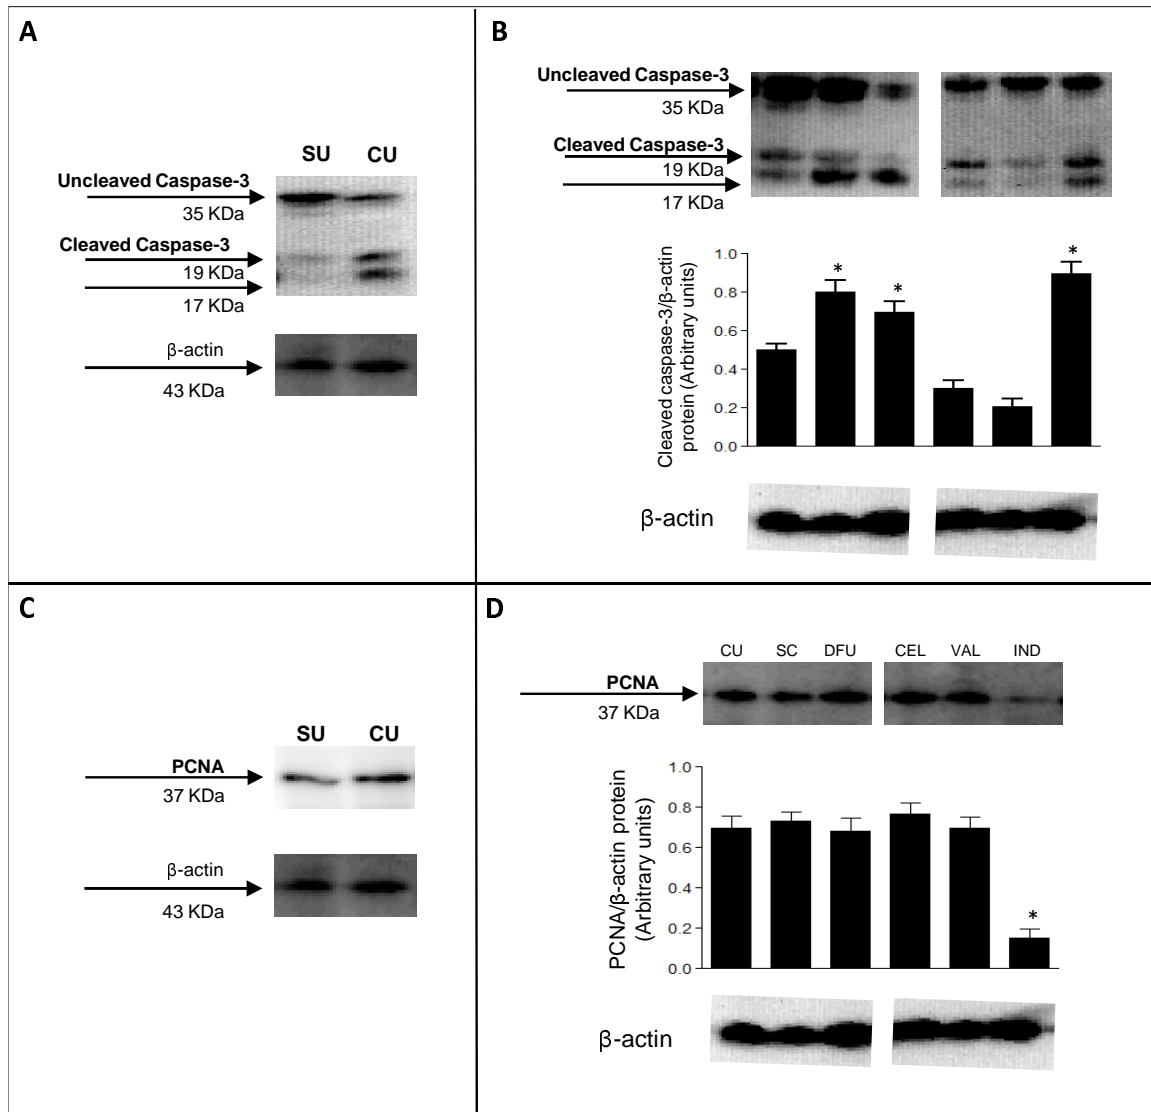 A
SU CU
Uncleaved Caspase-3
35 KDa
Cleaved Caspase-3
19 KDa
17 KDa
β-actin
43 KDa
B
Uncleaved Caspase-3
35 KDa
Cleaved Caspase-3
19 KDa
17 KDa
Cleaved caspase-3/β-actin
protein (Arbitrary units)
1.0
0.8
0.6
0.4
0.2
0.0
*
*
*
β-actin
C
SU CU
PCNA
37 KDa
β-actin
43 KDa
D
CU SC DFU CEL VAL IND
PCNA
37 KDa
PCNA/β-actin protein
(Arbitrary units)
1.0
0.8
0.6
0.4
0.2
0.0
*
β-actin